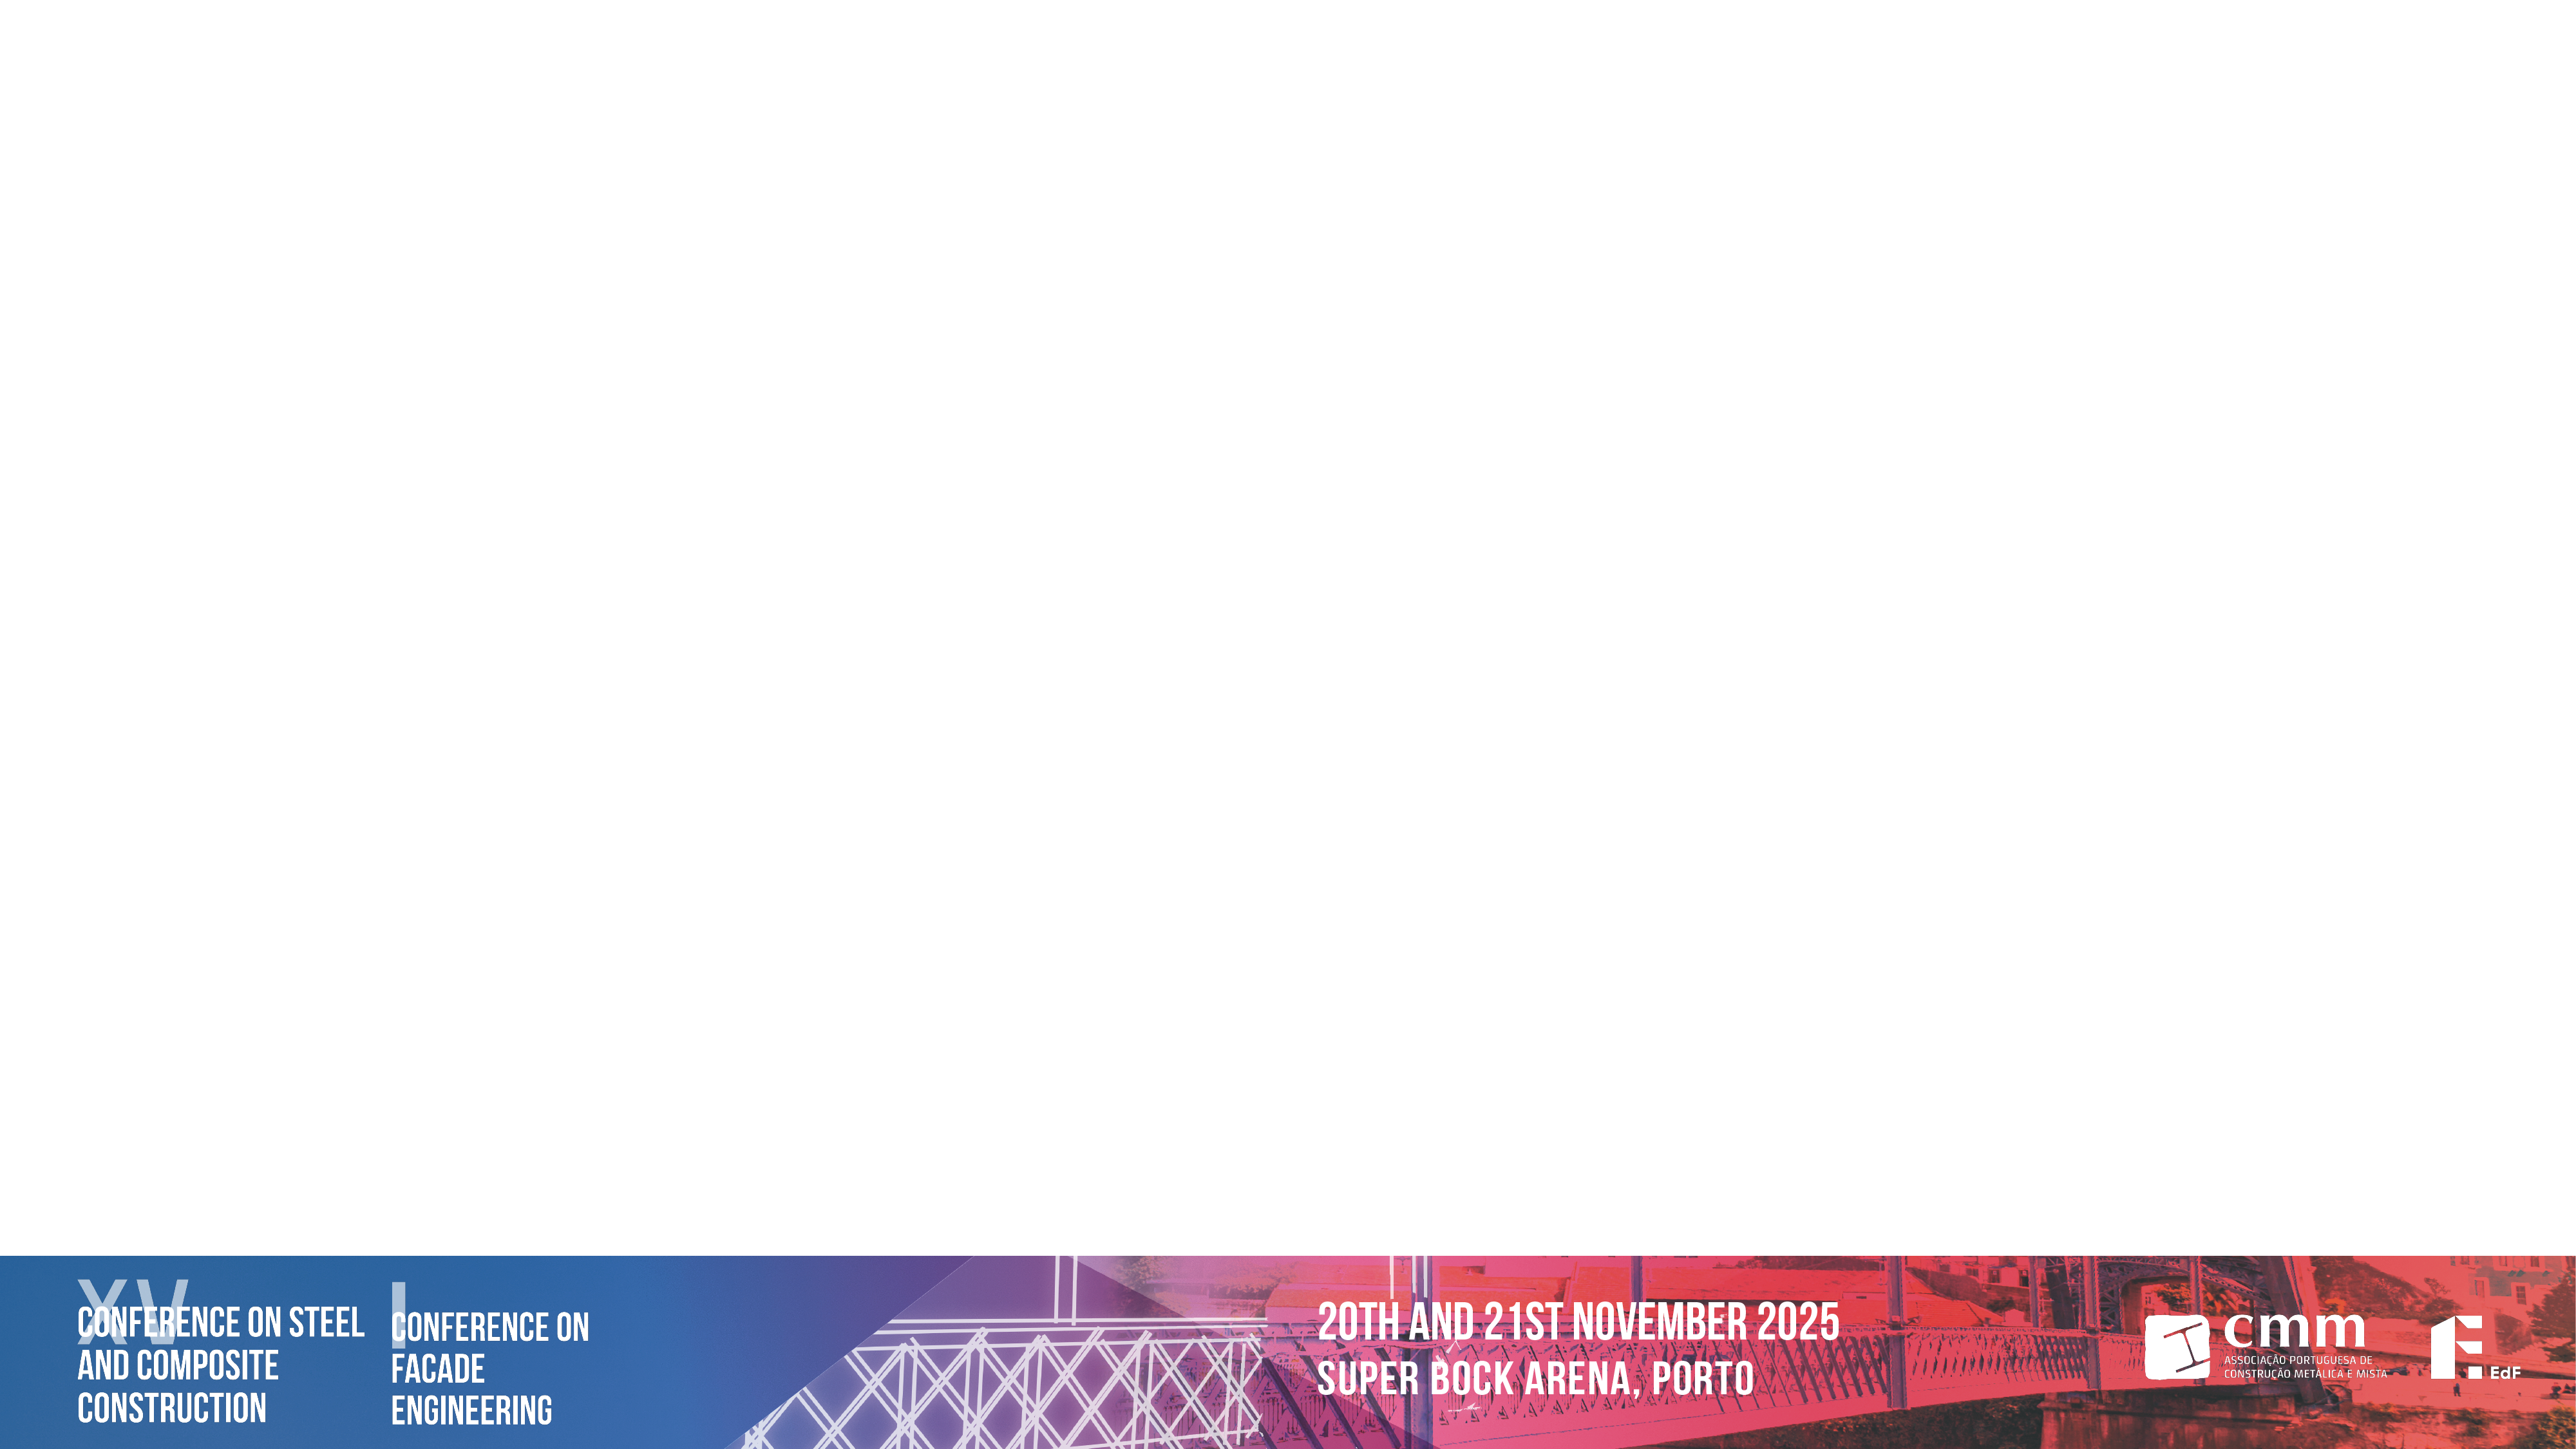 XV
CONFERENCE ON STEEL
AND COMPOSITE
CONSTRUCTION
I
CONFERENCE ON
FACADE
ENGINEERING
20TH AND 21ST NOVEMBER 2025
SUPER BOCK ARENA, PORTO
cmm
ASSOCIAÇÃO PORTUGUESA DE
CONSTRUÇÃO METÁLICA E MISTA
EdF